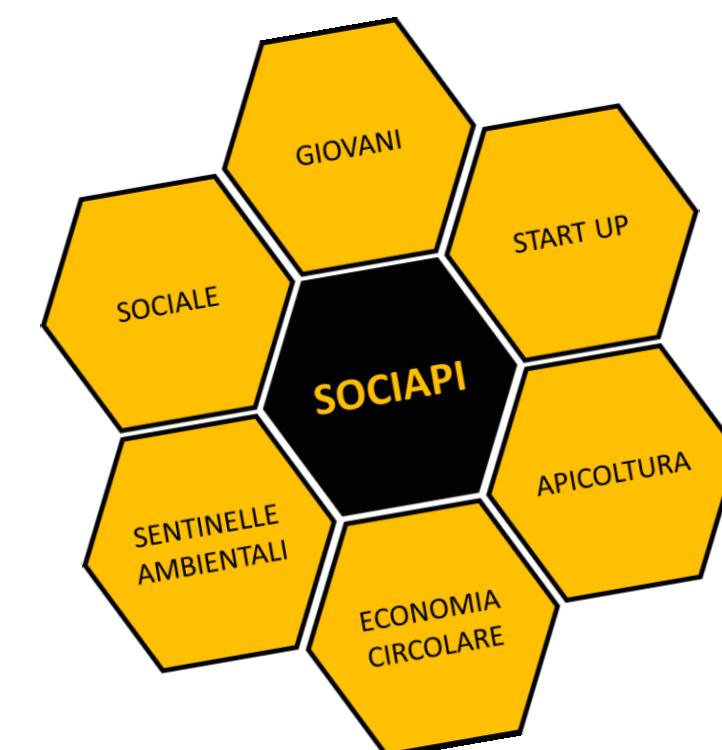 GIOVANI
START UP
SOCIALE
SOCIAPI
APICOLTURA
SENTINELLE
AMBIENTALI
ECONOMIA
CIRCOLARE